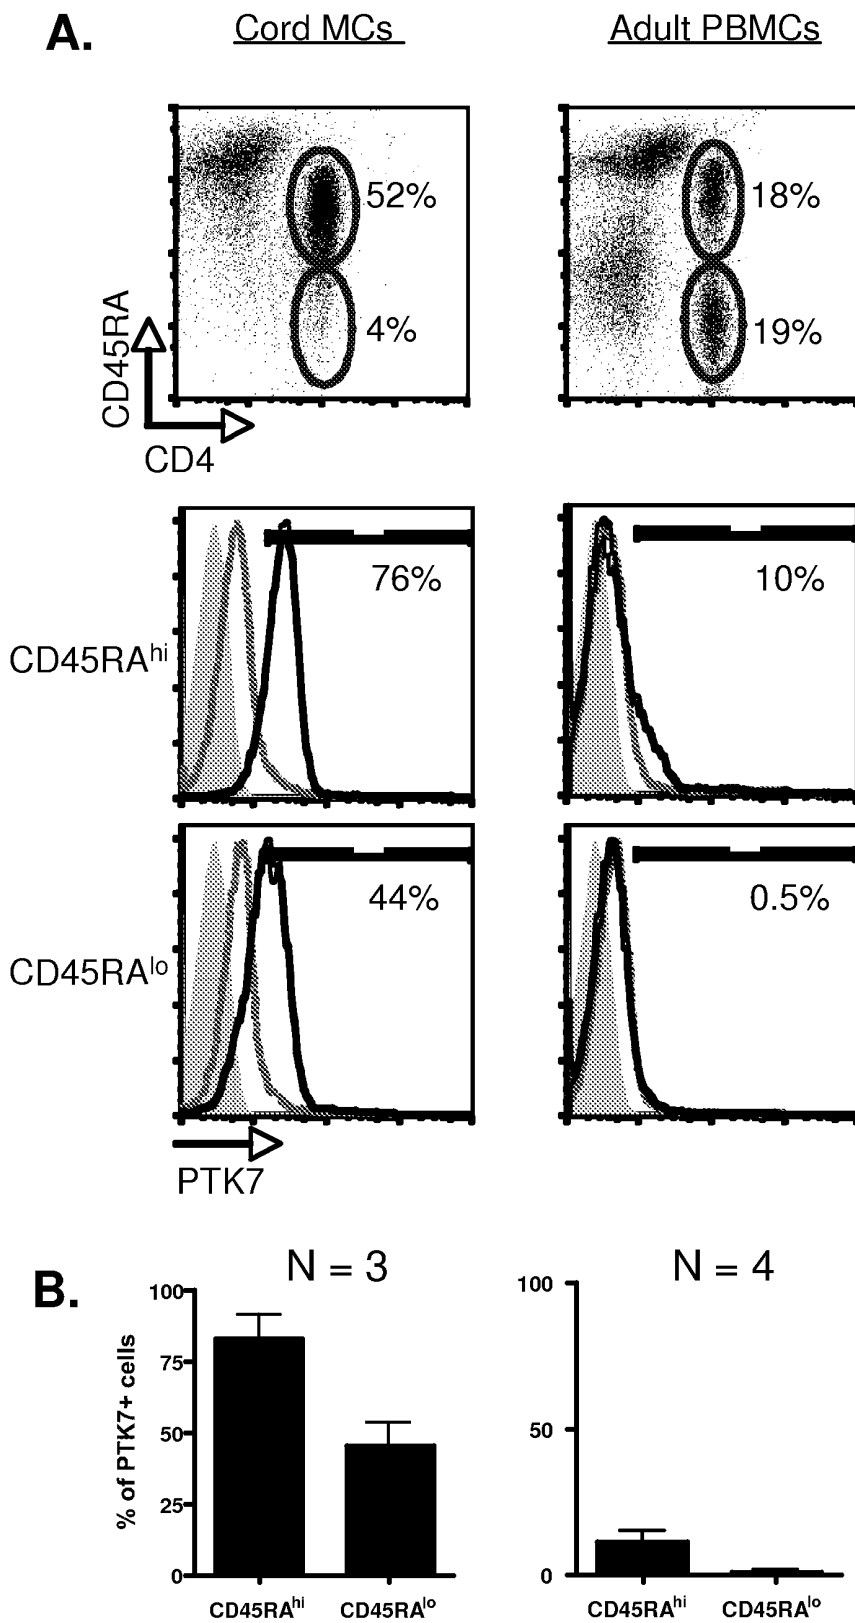 A.
Cord MCs
Adult PBMCs
52%
18%
4%
19%
CD45RA
CD4
76%
10%
CD45RAhi
44%
0.5%
CD45RAlo
PTK7
B.
N = 3
N = 4
% of PTK7+ cells
100
75
50
25
0
100
50
0
CD45RAhi
CD45RAlo
CD45RAhi
CD45RAlo